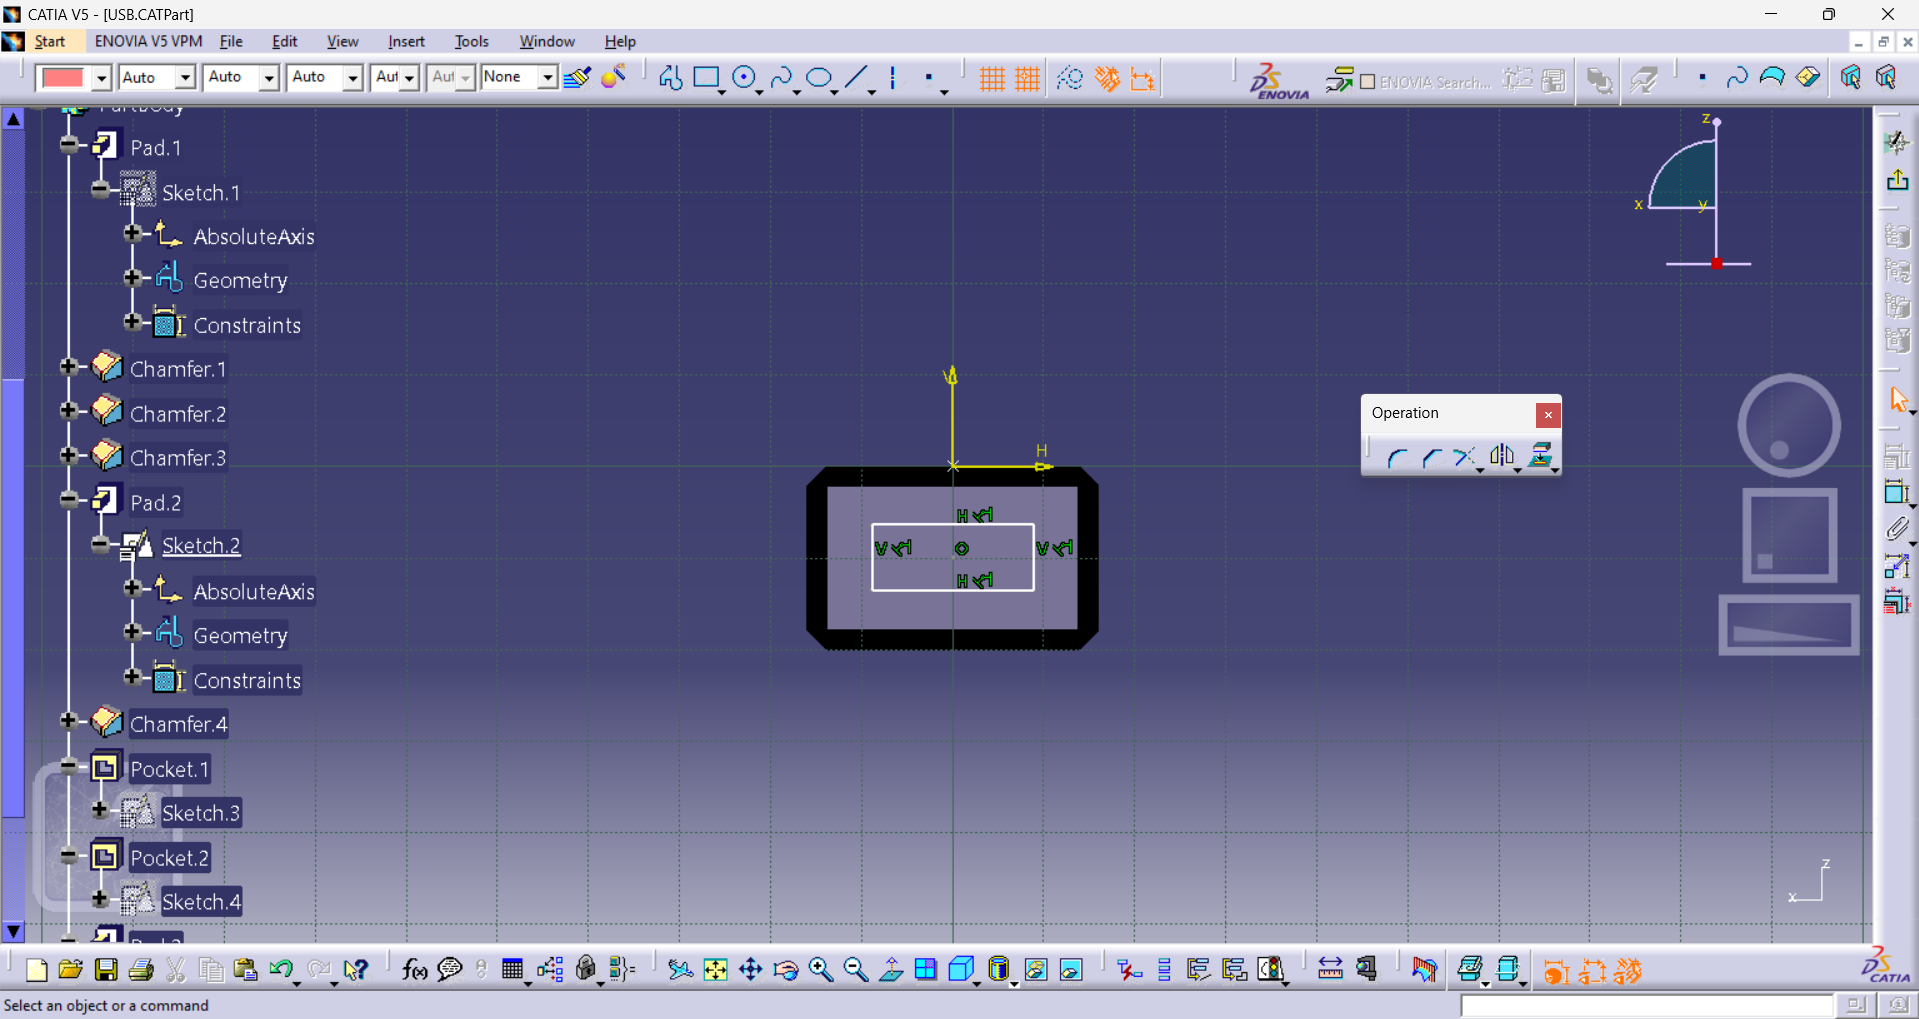 CATIA V5 - [USB.CATPart]
Start ENOVIA V5 VPM File Edit View Insert Tools Window Help
Auto Auto Auto Aut Aut None ENOVIA ENOVIA Search...
PartBody
Pad.1
Sketch.1
AbsoluteAxis
Geometry
Constraints
Chamfer.1
Chamfer.2
Chamfer.3
Pad.2
Sketch.2
AbsoluteAxis
Geometry
Constraints
Chamfer.4
Pocket.1
Sketch.3
Pocket.2
Sketch.4
z
x y
V
H
H
V V
H
Operation
z
x
f(x)
CATIA
Select an object or a command